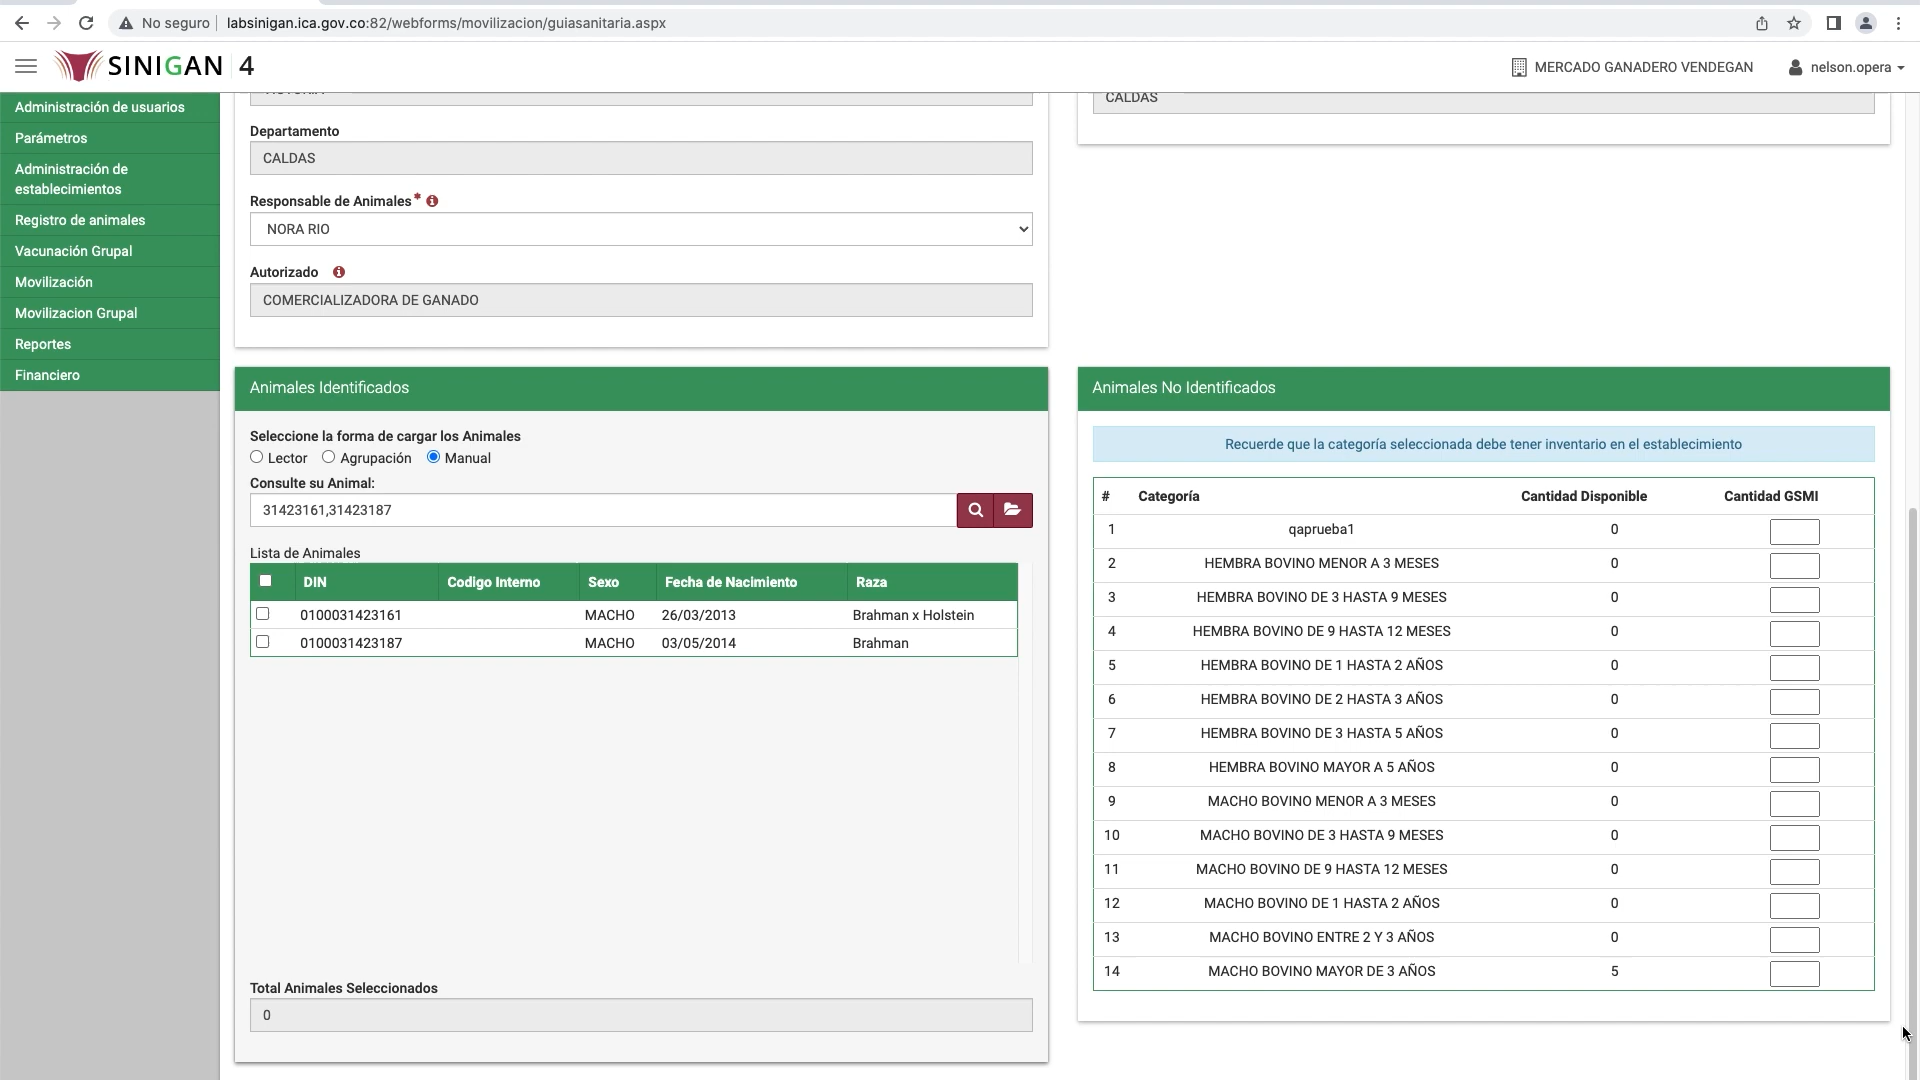 No seguro
labsinigan.ica.gov.co:82/webforms/movilizacion/guiasanitaria.aspx
SINIGAN 4
MERCADO GANADERO VENDEGAN
nelson.opera
Administración de usuarios
Parámetros
Administración de
establecimientos
Registro de animales
Vacunación Grupal
Movilización
Movilizacion Grupal
Reportes
Financiero
Departamento
CALDAS
Responsable de Animales *
NORA RIO
Autorizado
COMERCIALIZADORA DE GANADO
CALDAS
Animales Identificados
Seleccione la forma de cargar los Animales
Lector Agrupación Manual
Consulte su Animal:
31423161,31423187
Lista de Animales
DIN Codigo Interno Sexo Fecha de Nacimiento Raza
0100031423161 MACHO 26/03/2013 Brahman x Holstein
0100031423187 MACHO 03/05/2014 Brahman
Total Animales Seleccionados
0
Animales No Identificados
Recuerde que la categoría seleccionada debe tener inventario en el establecimiento
# Categoría Cantidad Disponible Cantidad GSMI
1 qaprueba1 0
2 HEMBRA BOVINO MENOR A 3 MESES 0
3 HEMBRA BOVINO DE 3 HASTA 9 MESES 0
4 HEMBRA BOVINO DE 9 HASTA 12 MESES 0
5 HEMBRA BOVINO DE 1 HASTA 2 AÑOS 0
6 HEMBRA BOVINO DE 2 HASTA 3 AÑOS 0
7 HEMBRA BOVINO DE 3 HASTA 5 AÑOS 0
8 HEMBRA BOVINO MAYOR A 5 AÑOS 0
9 MACHO BOVINO MENOR A 3 MESES 0
10 MACHO BOVINO DE 3 HASTA 9 MESES 0
11 MACHO BOVINO DE 9 HASTA 12 MESES 0
12 MACHO BOVINO DE 1 HASTA 2 AÑOS 0
13 MACHO BOVINO ENTRE 2 Y 3 AÑOS 0
14 MACHO BOVINO MAYOR DE 3 AÑOS 5